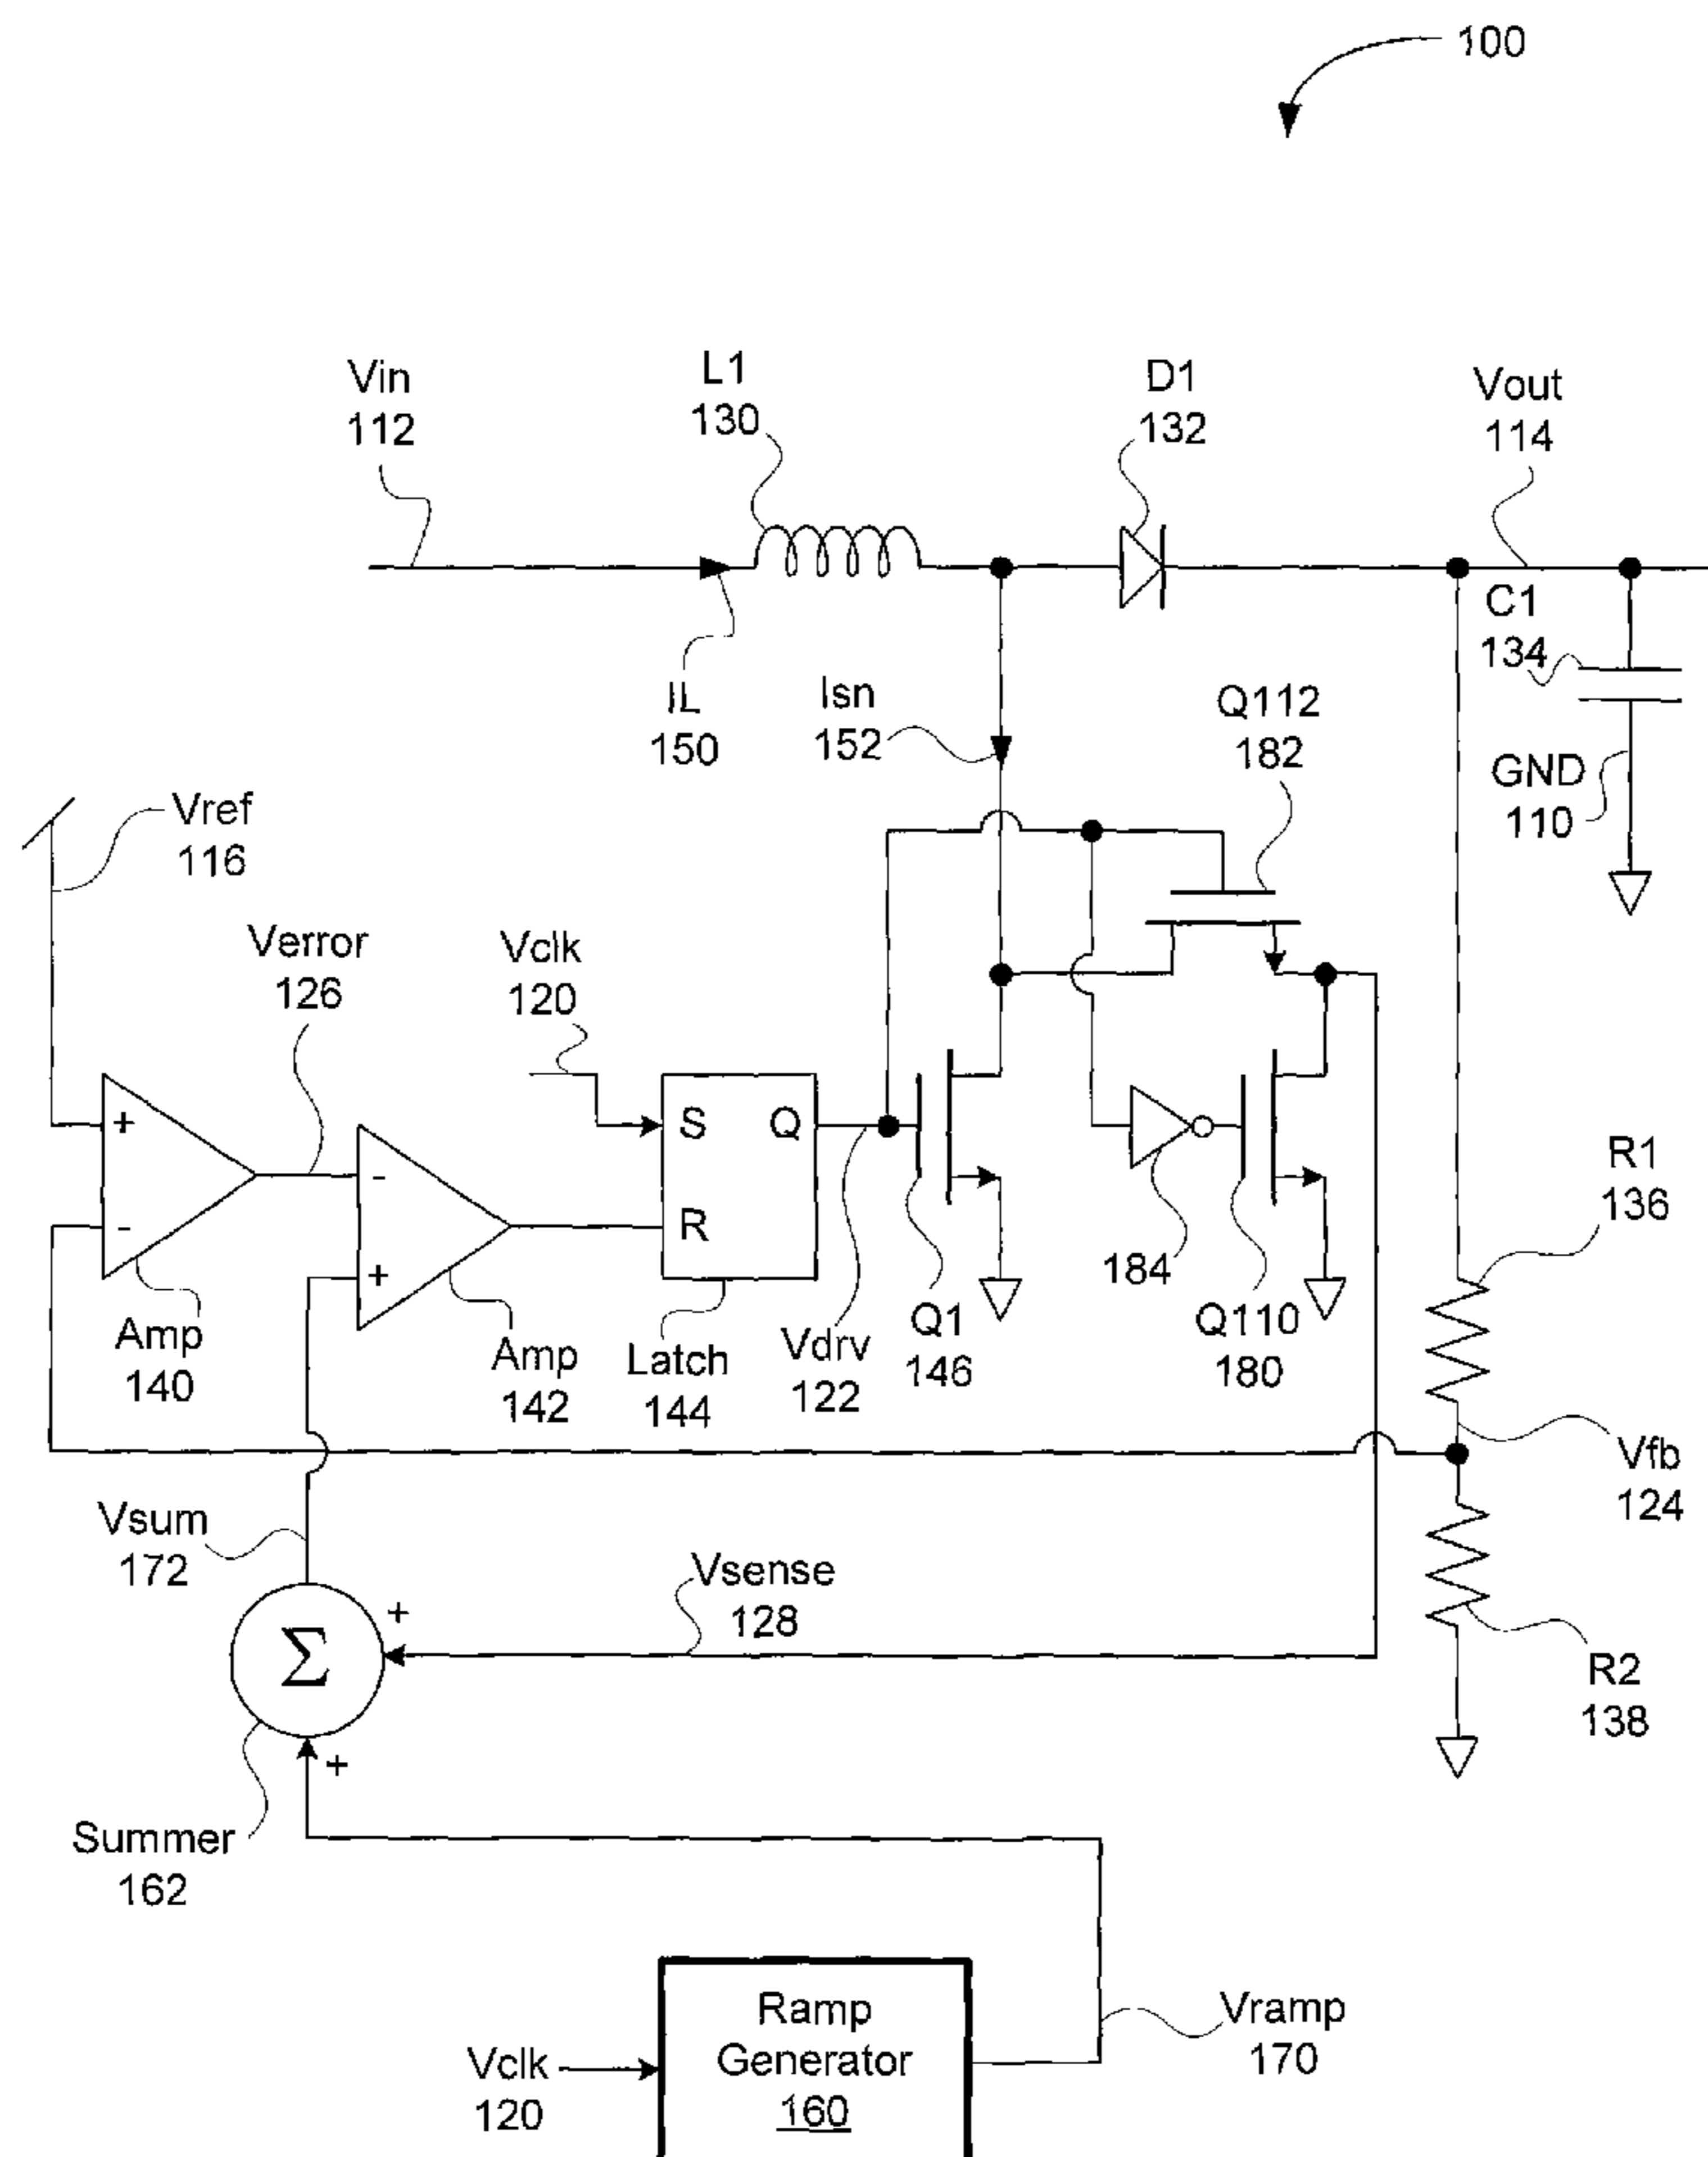 100
Vin
112
L1
130
D1
132
Vout
114
C1
134
IL
150
Isn
152
Q112
182
GND
110
Vref
116
Verror
126
Vclk
120
+
-
Amp
140
-
+
Amp
142
S
Q
R
Latch
144
Vdrv
122
Q1
146
184
Q110
180
R1
136
Vfb
124
Vsum
172
Vsense
128
+
Σ
+
R2
138
Summer
162
Ramp
Generator
160
Vclk
120
Vramp
170